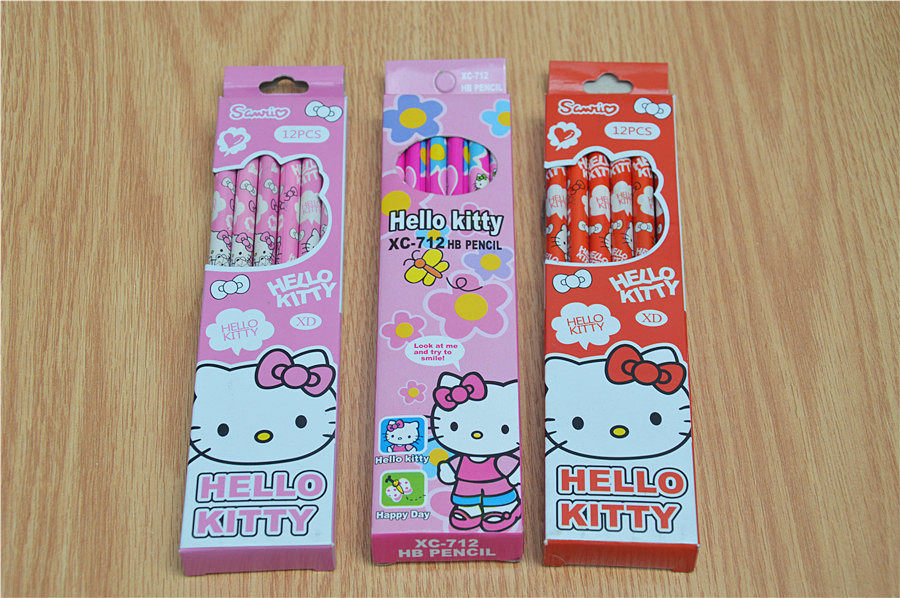 Sanrio
12PCS
HELLO
KITTY
HELLO
KITTY
XD
HELLO
KITTY
XC-712
HB PENCIL
Hello kitty
XC-712 HB PENCIL
Look at me
and try to
smile!
Hello kitty
Happy Day
XC-712
HB PENCIL
Sanrio
12PCS
HELLO
KITTY
HELLO
KITTY
XD
HELLO
KITTY